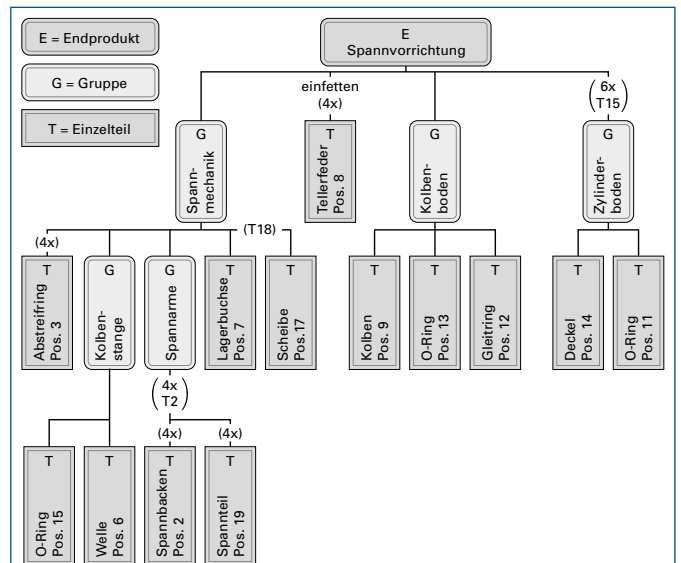 E = Endprodukt
G = Gruppe
T = Einzelteil
E
Spannvorrichtung
einfetten
(4x)
(6x
T15)
G
Spann-
mechanik
T
Tellerfeder
Pos. 8
G
Kolben-
boden
G
Zylinder-
boden
(4x)
(T18)
T
Abstreifring
Pos. 3
G
Kolben-
stange
G
Spannarme
T
Lagerbuchse
Pos. 7
T
Scheibe
Pos.17
T
Kolben
Pos. 9
T
O-Ring
Pos. 13
T
Gleitring
Pos. 12
T
Deckel
Pos. 14
T
O-Ring
Pos. 11
(4x
T2)
(4x)
(4x)
T
O-Ring
Pos. 15
T
Welle
Pos. 6
T
Spannbacken
Pos. 2
T
Spannteil
Pos. 19